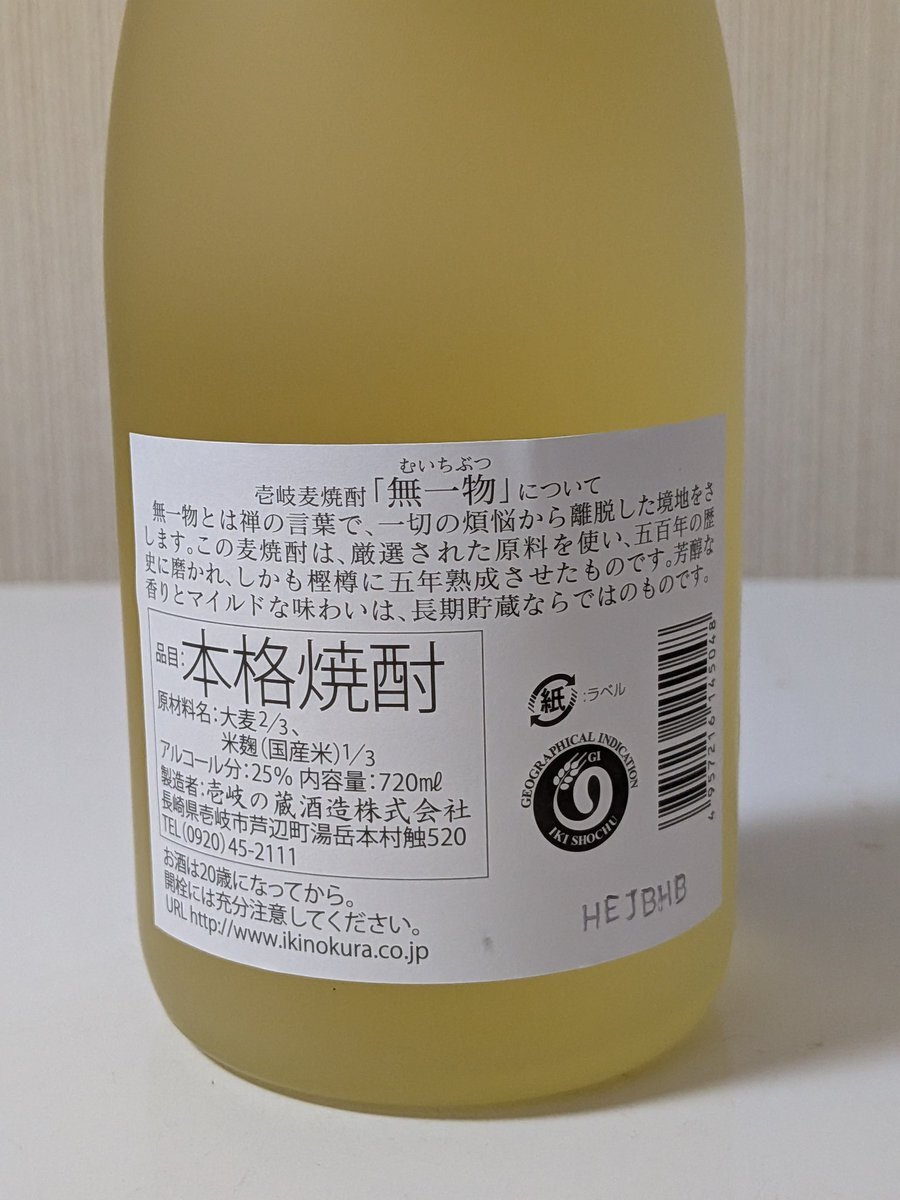 むいちぶつ
壱岐麦焼酎「無一物」について
無一物とは禅の言葉で、一切の煩悩から離脱した境地をさ
します。この麦焼酎は、厳選された原料を使い、五百年の歴
史に磨かれ、しかも樫樽に五年熟成させたものです。芳醇な
香りとマイルドな味わいは、長期貯蔵ならではのものです。
品目:本格焼酎
原材料名:大麦2/3、
米麹(国産米)1/3
アルコール分:25% 内容量:720mℓ
製造者:壱岐の蔵酒造株式会社
長崎県壱岐市芦辺町湯岳本村触520
TEL(0920)45-2111
お酒は20歳になってから。
開栓には充分注意してください。
URL http://www.ikinokura.co.jp
紙:ラベル
GEOGRAPHICAL INDICATION
GI
IKI SHOCHU
4957216145048
HEJBHB